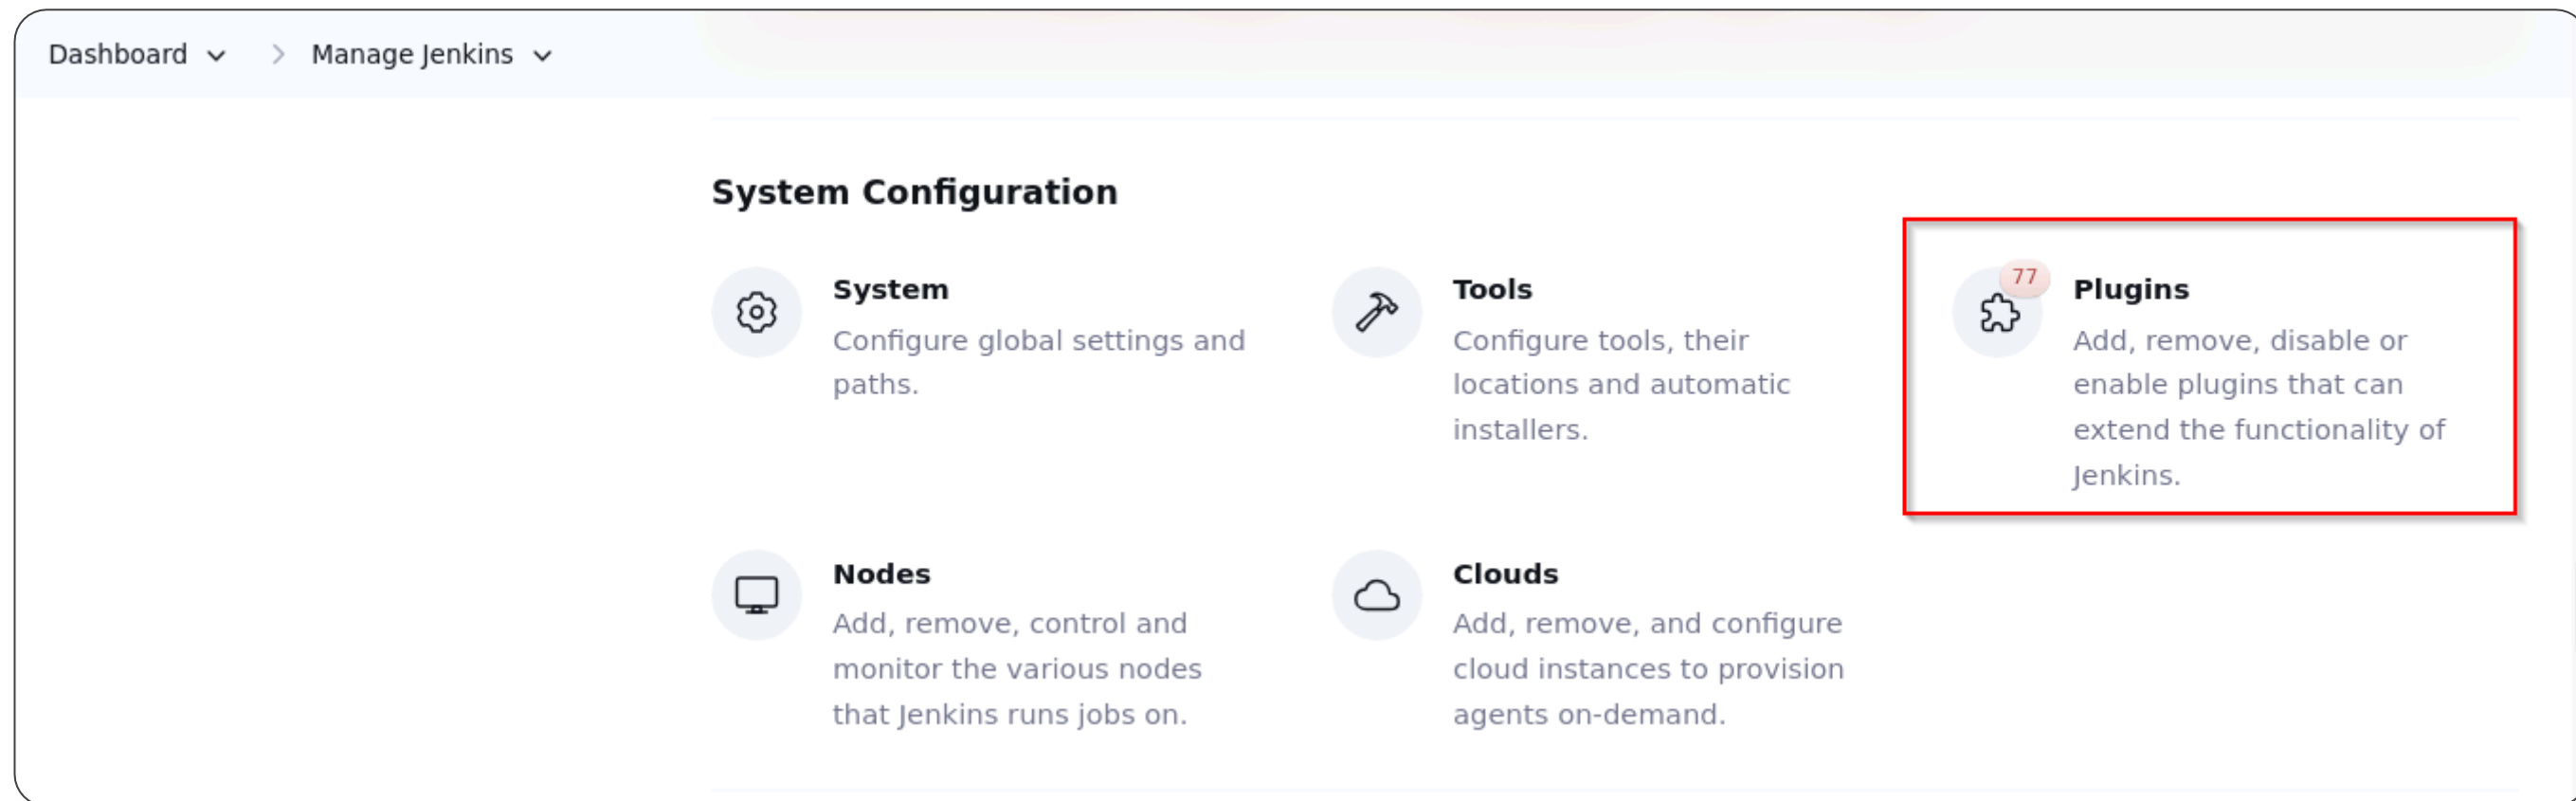 Dashboard
Manage Jenkins
System Configuration
System
Configure global settings and
paths.
Tools
Configure tools, their
locations and automatic
installers.
77
Plugins
Add, remove, disable or
enable plugins that can
extend the functionality of
Jenkins.
Nodes
Add, remove, control and
monitor the various nodes
that Jenkins runs jobs on.
Clouds
Add, remove, and configure
cloud instances to provision
agents on-demand.